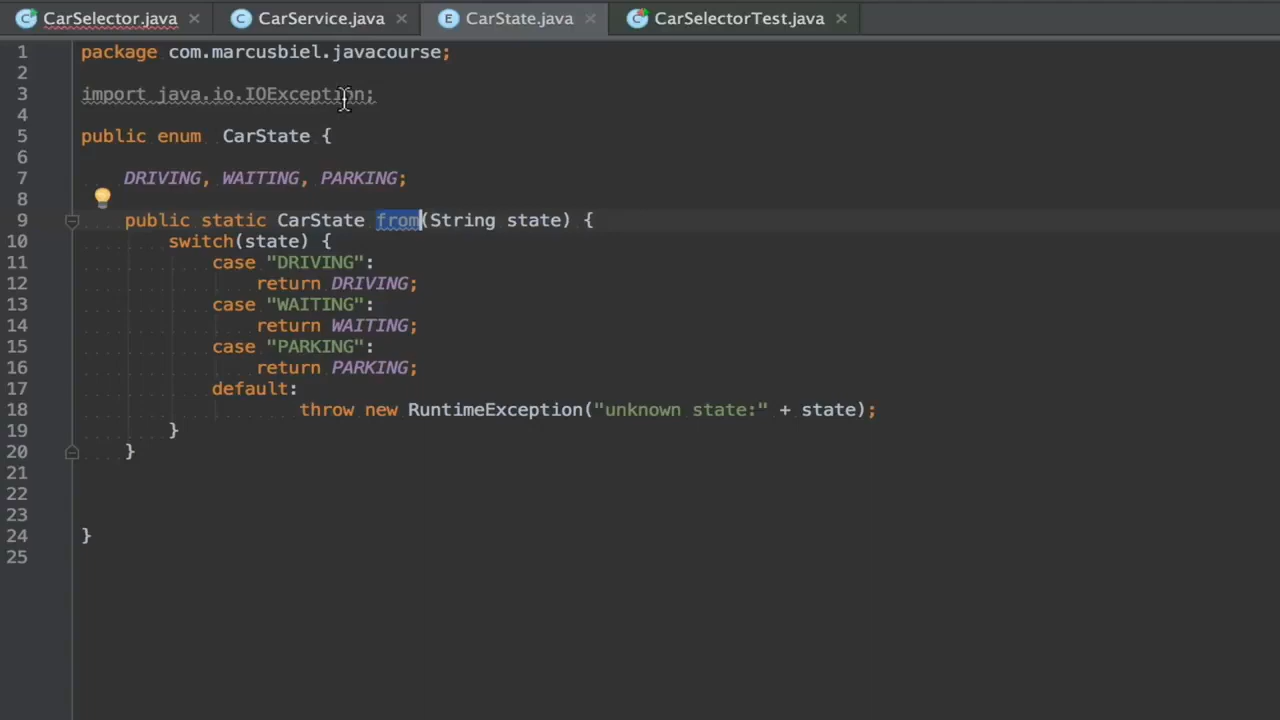 CarSelector.java CarService.java CarState.java CarSelectorTest.java
1 package com.marcusbiel.javacourse;
2
3 import java.io.IOException;
4
5 public enum  CarState {
6
7     DRIVING, WAITING, PARKING;
8
9     public static CarState from(String state) {
10         switch(state) {
11             case "DRIVING":
12                 return DRIVING;
13             case "WAITING":
14                 return WAITING;
15             case "PARKING":
16                 return PARKING;
17             default:
18                     throw new RuntimeException("unknown state:" + state);
19         }
20     }
21
22
23
24 }
25